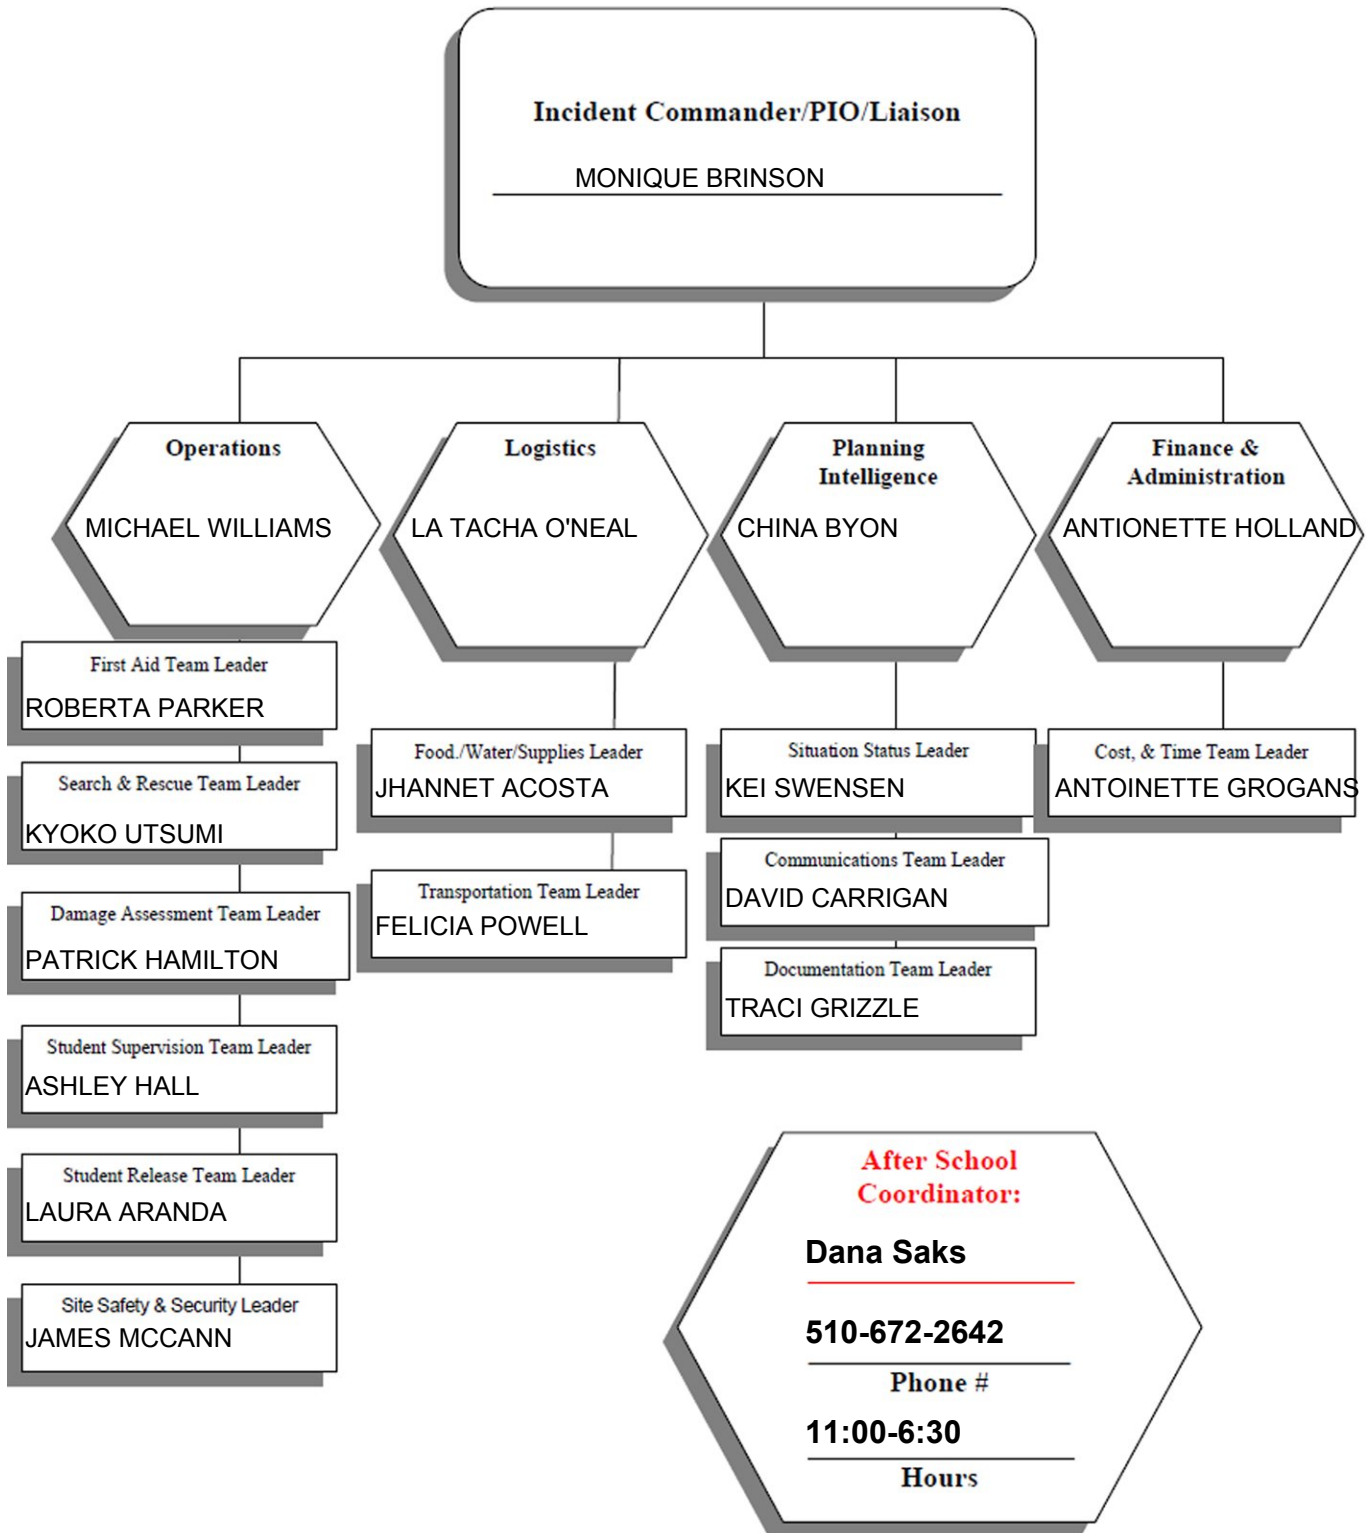 Incident Commander/PIO/Liaison
MONIQUE BRINSON
Operations
MICHAEL WILLIAMS
First Aid Team Leader
ROBERTA PARKER
Search & Rescue Team Leader
KYOKO UTSUMI
Damage Assessment Team Leader
PATRICK HAMILTON
Student Supervision Team Leader
ASHLEY HALL
Student Release Team Leader
LAURA ARANDA
Site Safety & Security Leader
JAMES MCCANN
Logistics
LA TACHA O'NEAL
Food./Water/Supplies Leader
JHANNET ACOSTA
Transportation Team Leader
FELICIA POWELL
Planning
Intelligence
CHINA BYON
Situation Status Leader
KEI SWENSEN
Communications Team Leader
DAVID CARRIGAN
Documentation Team Leader
TRACI GRIZZLE
Finance &
Administration
ANTIONETTE HOLLAND
Cost, & Time Team Leader
ANTOINETTE GROGANS
After School
Coordinator:
Dana Saks
510-672-2642
Phone #
11:00-6:30
Hours